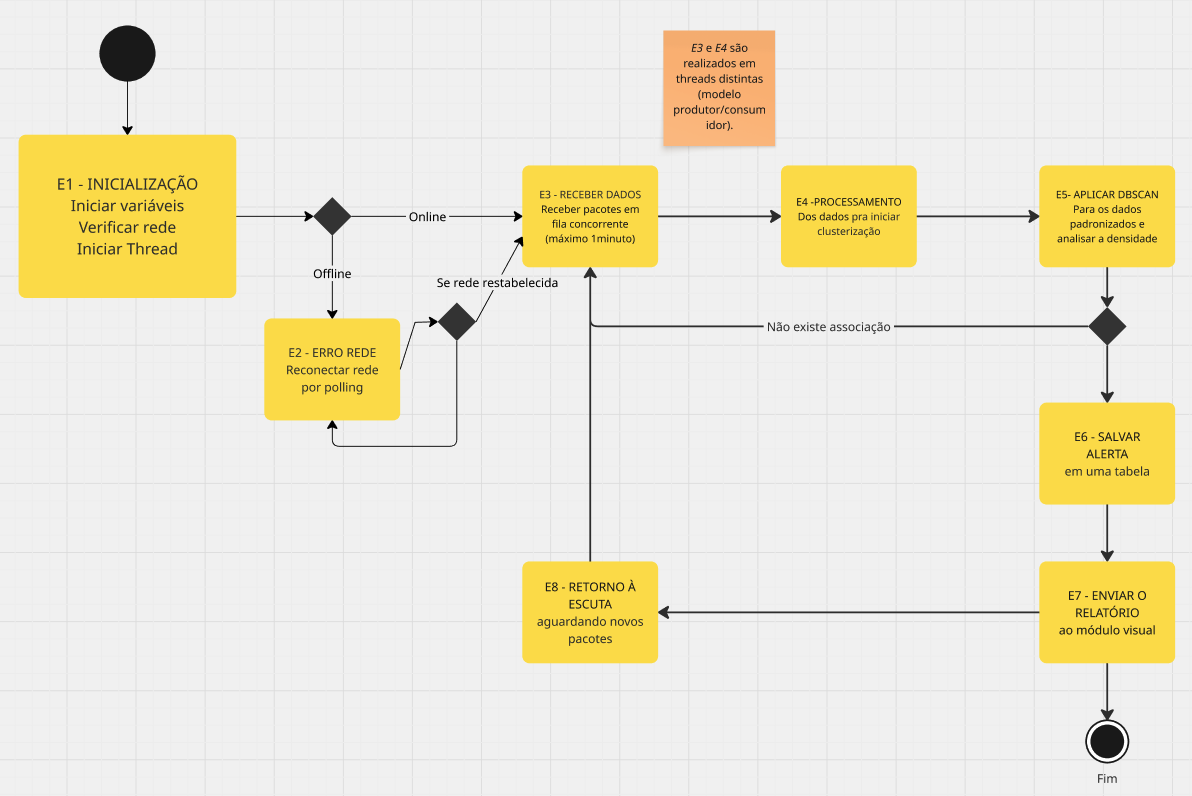 E3 e E4 são
realizados em
threads distintas
(modelo
produtor/consum
idor).
E1 - INICIALIZAÇÃO
Iniciar variáveis
Verificar rede
Iniciar Thread
Online
E3 - RECEBER DADOS
Receber pacotes em
fila concorrente
(máximo 1minuto)
E4 -PROCESSAMENTO
Dos dados pra iniciar
clusterização
E5- APLICAR DBSCAN
Para os dados
padronizados e
analisar a densidade
Offline
Se rede restabelecida
E2 - ERRO REDE
Reconectar rede
por polling
Não existe associação
E6 - SALVAR
ALERTA
em uma tabela
E8 - RETORNO À
ESCUTA
aguardando novos
pacotes
E7 - ENVIAR O
RELATÓRIO
ao módulo visual
Fim